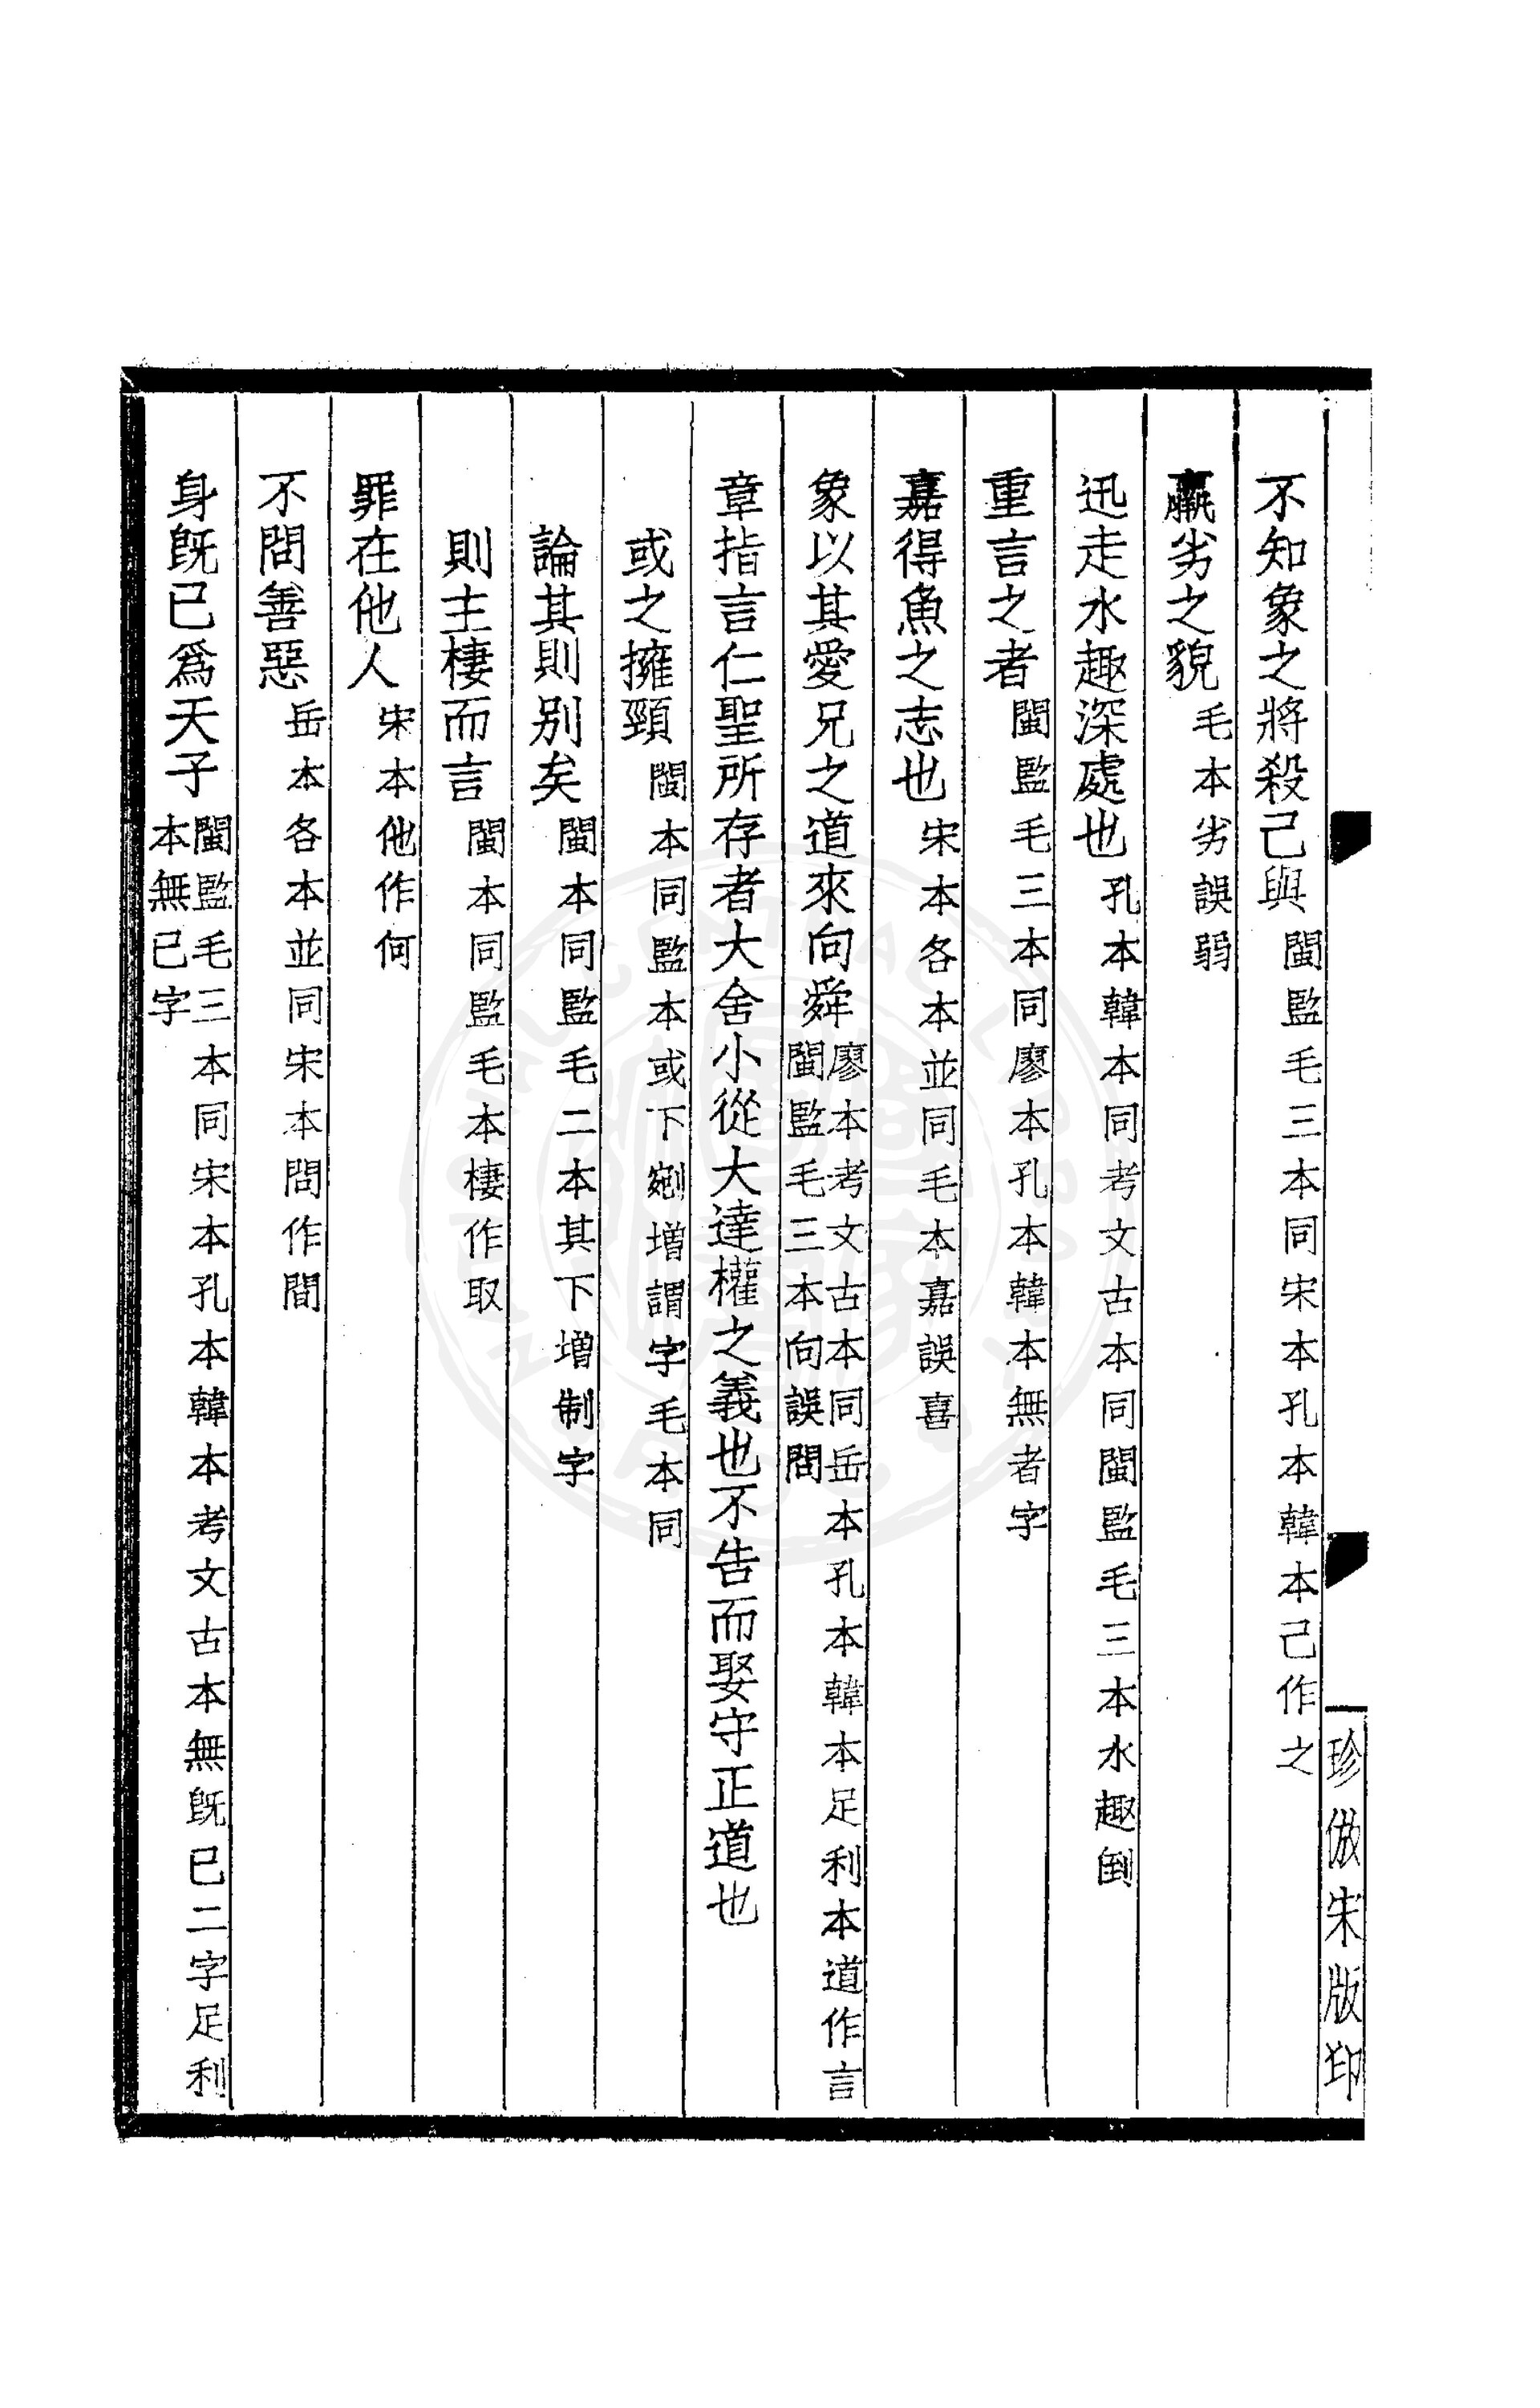 珍倣宋版印
不知象之將殺己與閩監毛三本同宋本孔本韓本己作之
羸劣之貌毛本劣誤弱
迅走水趣深處也孔本韓本同考文古本同閩監毛三本水趣倒
重言之者閩監毛三本同廖本孔本韓本無者字
嘉得魚之志也宋本各本並同毛本嘉誤喜
象以其愛兄之道來向舜廖本考文古本同岳本孔本韓本足利本道作言
閩監毛三本向誤問
章指言仁聖所存者大舍小從大達權之義也不告而娶守正道也
或之擁頸閩本同監本或下剜增謂字毛本同
論其則别矣閩本同監毛二本其下增制字
則主棲而言閩本同監毛本棲作取
罪在他人宋本他作何
不問善惡岳本各本並同宋本問作間
身旣已爲天子閩監毛三本同宋本孔本韓本考文古本無旣已二字足利
本無已字